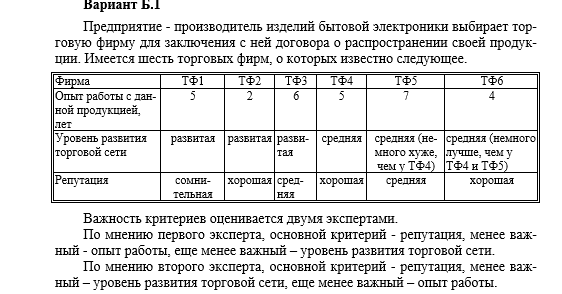 Вариант Б.1
Предприятие - производитель изделий бытовой электроники выбирает тор-
говую фирму для заключения с ней договора о распространении своей продук-
ции. Имеется шесть торговых фирм, о которых известно следующее.
Фирма ТФ1 ТФ2 ТФ3 ТФ4 ТФ5 ТФ6
Опыт работы с дан- 5 2 6 5 7 4
ной продукцией,
лет
Уровень развития развитая развитая разви- средняя средняя (не- средняя (немного
торговой сети тая много хуже, лучше, чем у
чем у ТФ4) ТФ4 и ТФ5)
Репутация сомни- хорошая сред- хорошая средняя хорошая
тельная няя
Важность критериев оценивается двумя экспертами.
По мнению первого эксперта, основной критерий - репутация, менее важ-
ный - опыт работы, еще менее важный – уровень развития торговой сети.
По мнению второго эксперта, основной критерий - репутация, менее важ-
ный – уровень развития торговой сети, еще менее важный – опыт работы.